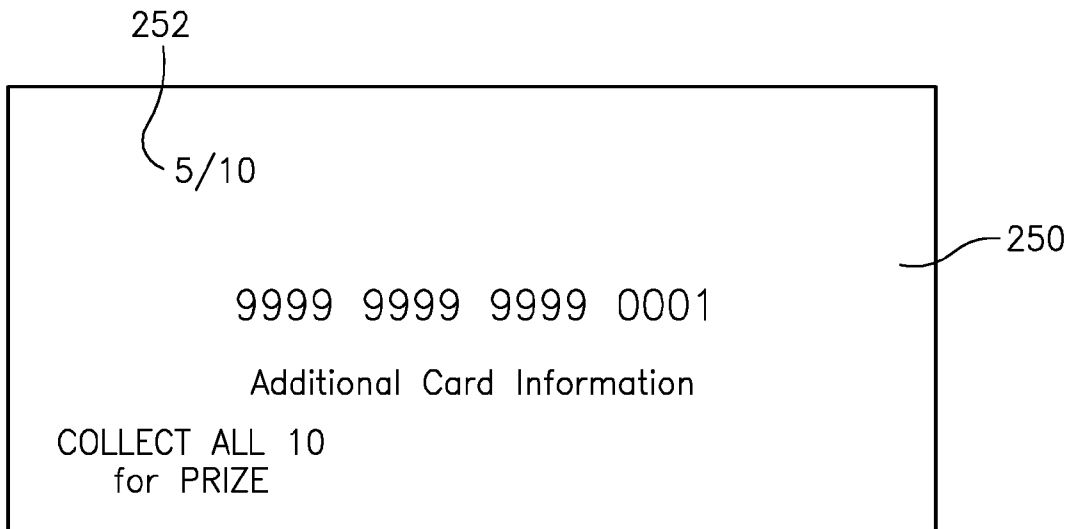 252
5/10
250
9999 9999 9999 0001
Additional Card Information
COLLECT ALL 10
for PRIZE